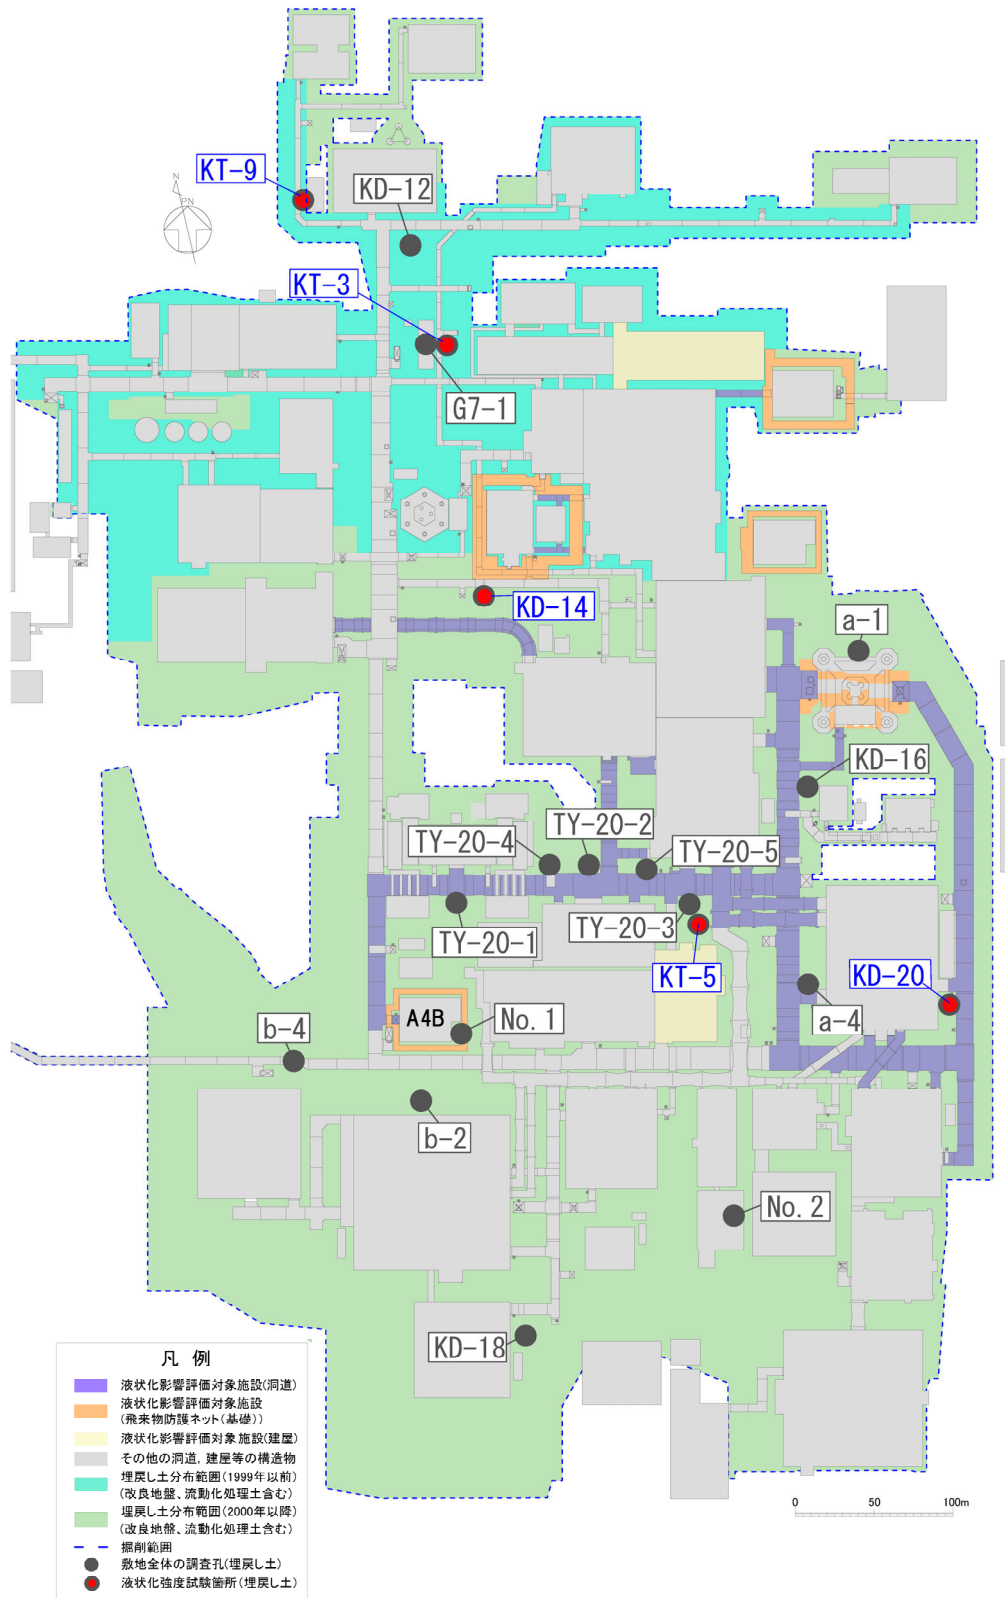 KT-9
KD-12
N
PN
KT-3
G7-1
KD-14
a-1
KD-16
TY-20-2
TY-20-4
TY-20-5
TY-20-1
TY-20-3
KT-5
KD-20
a-4
A4B
No. 1
b-4
b-2
No. 2
KD-18
凡 例
液状化影響評価対象施設(洞道)
液状化影響評価対象施設
(飛来物防護ネット(基礎))
液状化影響評価対象施設(建屋)
その他の洞道, 建屋等の構造物
埋戻し土分布範囲(1999年以前)
(改良地盤、流動化処理土含む)
埋戻し土分布範囲(2000年以降)
(改良地盤、流動化処理土含む)
掘削範囲
敷地全体の調査孔(埋戻し土)
液状化強度試験箇所(埋戻し土)
0 50 100m